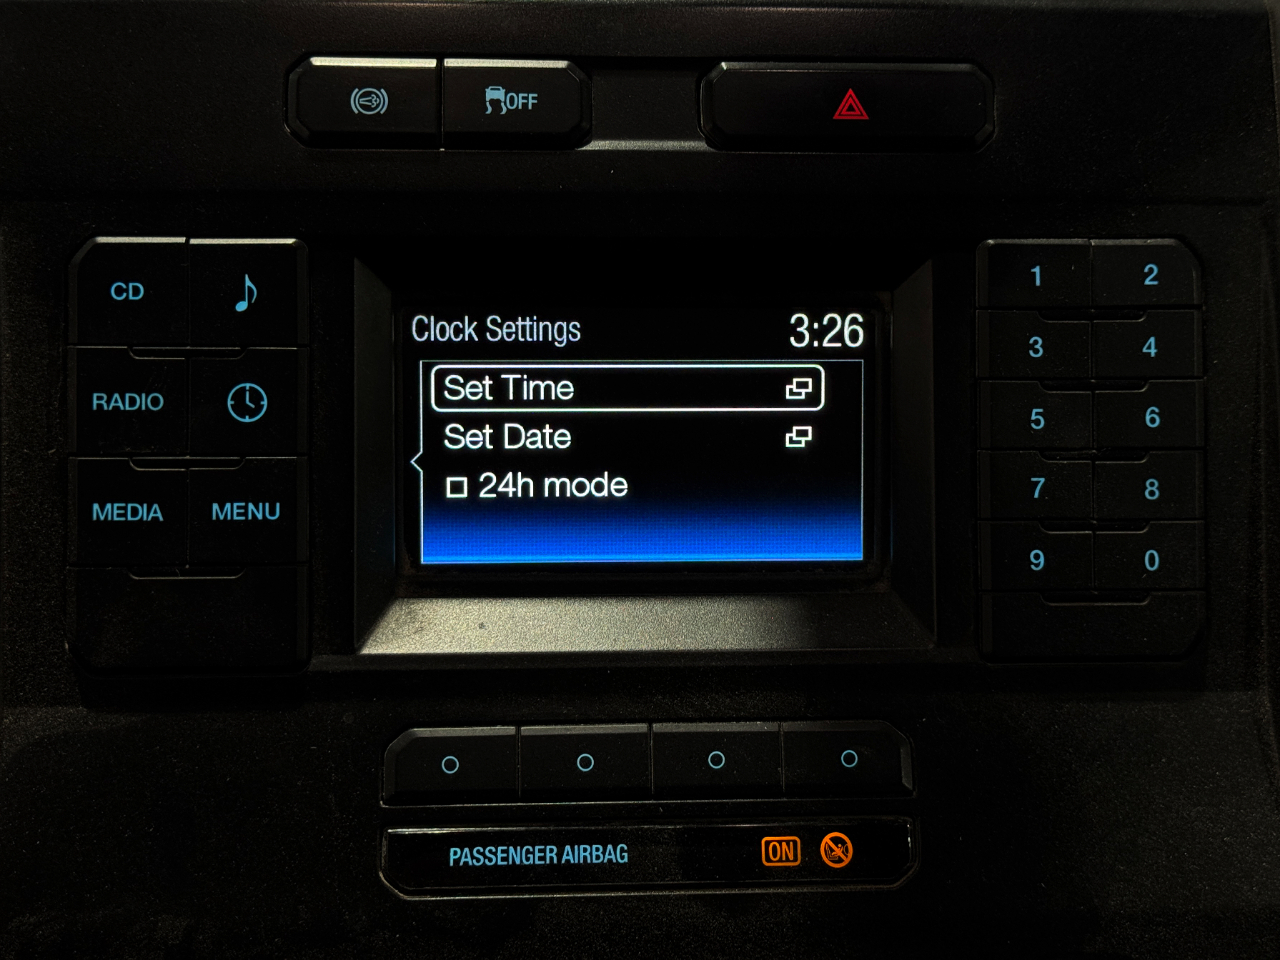 OFF
CD
RADIO
MEDIA MENU
Clock Settings 3:26
Set Time
Set Date
24h mode
1 2
3 4
5 6
7 8
9 0
PASSENGER AIRBAG ON